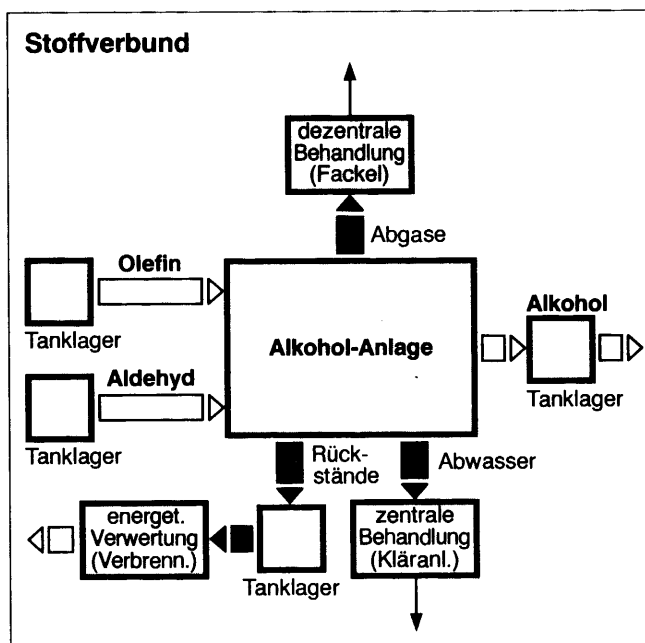 Stoffverbund
dezentrale
Behandlung
(Fackel)
Abgase
Olefin
Tanklager
Alkohol-Anlage
Alkohol
Tanklager
Aldehyd
Tanklager
Rück-
stände
Abwasser
energet.
Verwertung
(Verbrenn.)
Tanklager
zentrale
Behandlung
(Kläranl.)